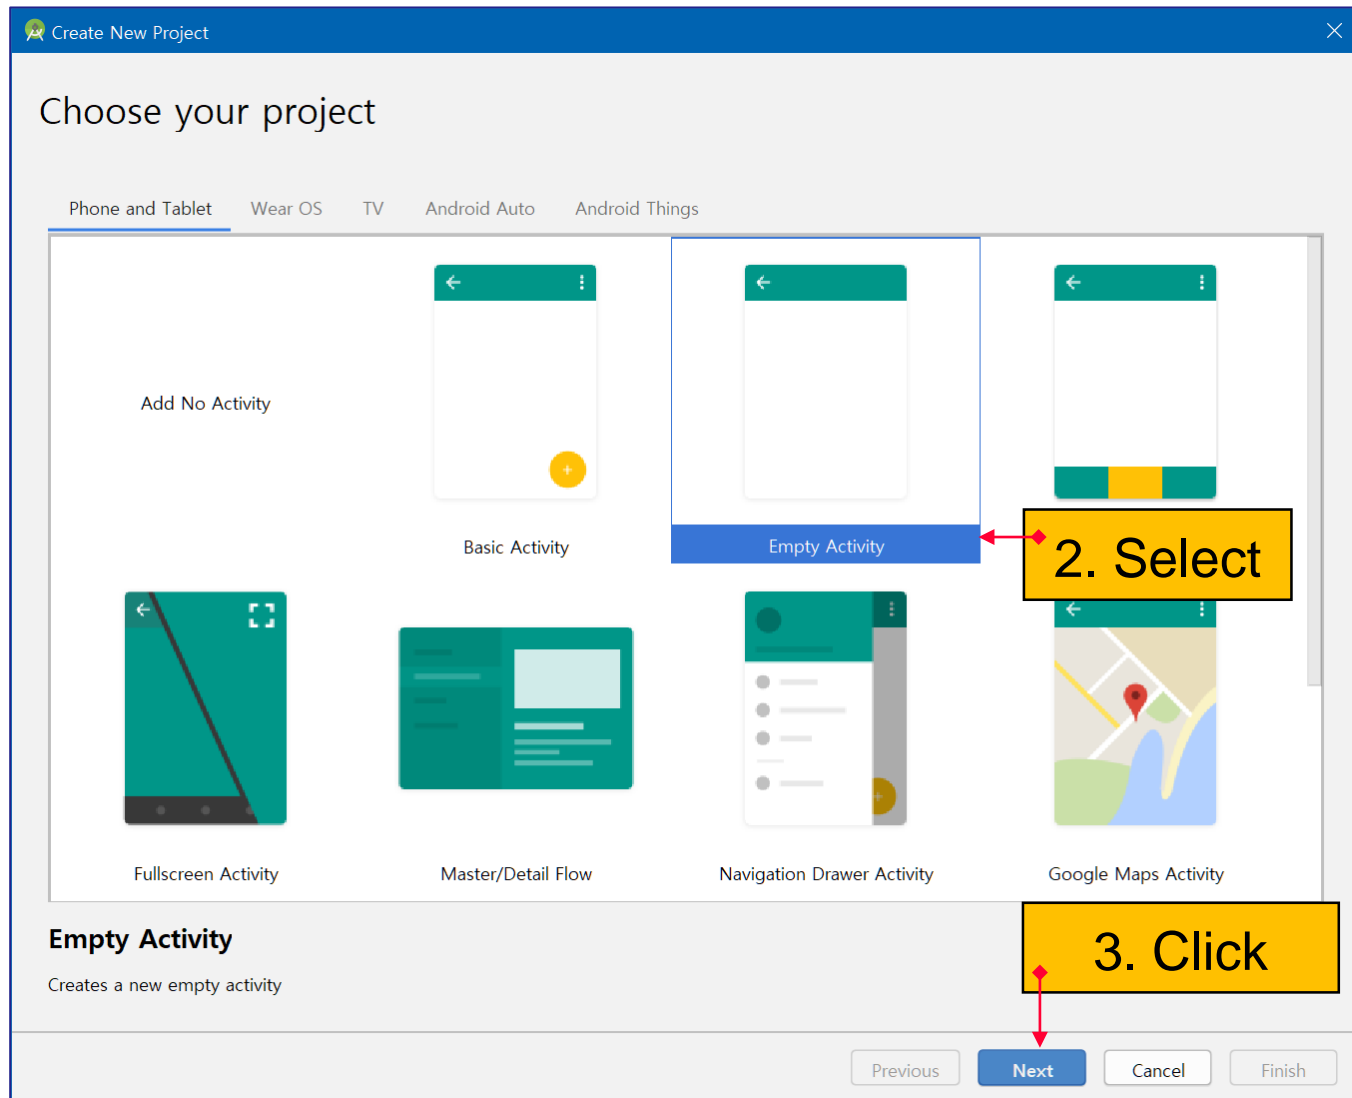 Create New Project
Choose your project
Phone and Tablet Wear OS TV Android Auto Android Things
Add No Activity
Basic Activity
Empty Activity
2. Select
Fullscreen Activity
Master/Detail Flow
Navigation Drawer Activity
Google Maps Activity
Empty Activity
Creates a new empty activity
3. Click
Previous Next Cancel Finish